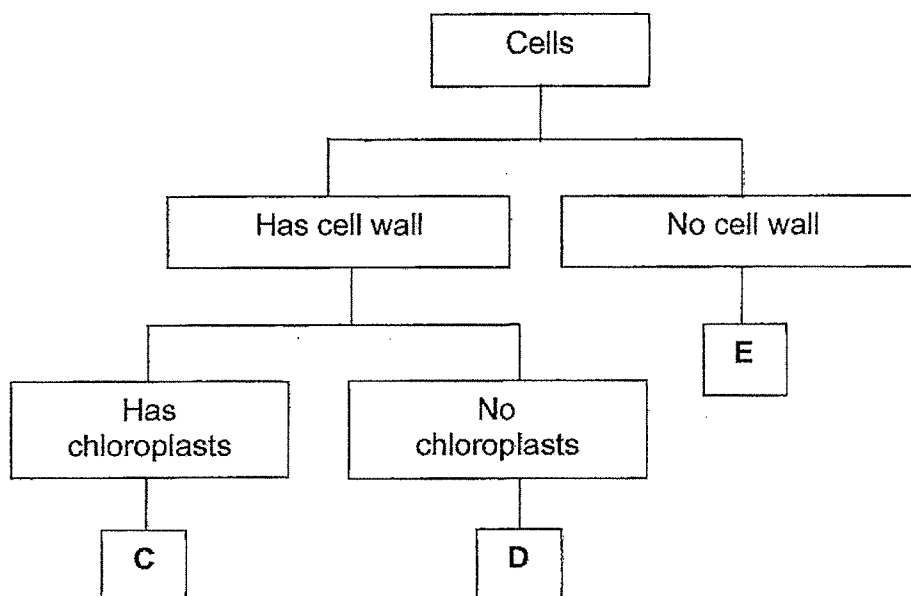 Cells
Has cell wall
No cell wall
E
Has
chloroplasts
No
chloroplasts
C
D